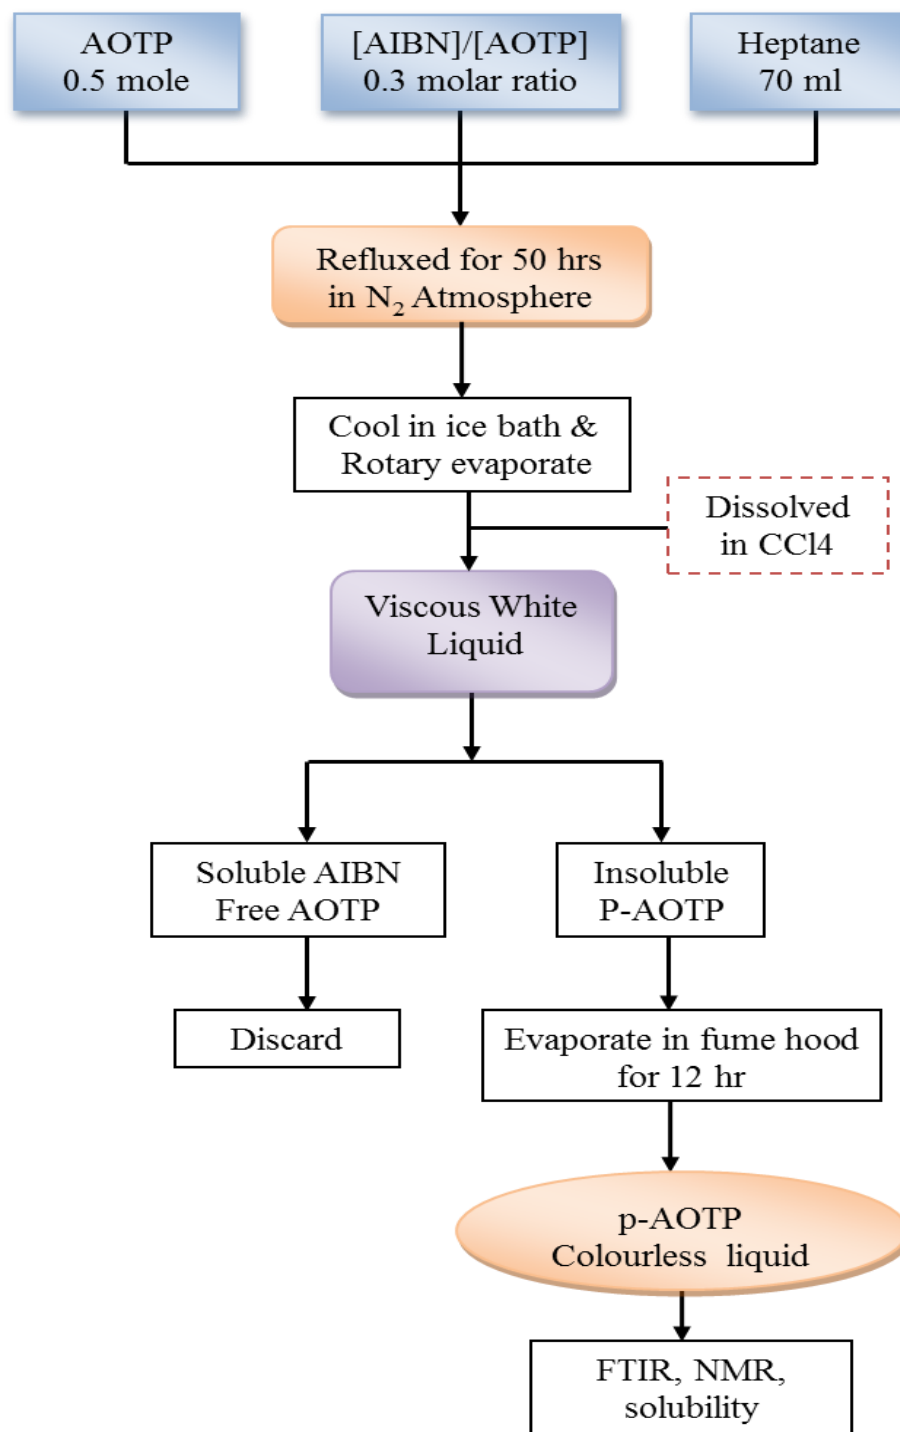 AOTP
0.5 mole
[AIBN]/[AOTP]
0.3 molar ratio
Heptane
70 ml
Refluxed for 50 hrs
in N₂ Atmosphere
Cool in ice bath &
Rotary evaporate
Dissolved
in CCl4
Viscous White
Liquid
Soluble AIBN
Free AOTP
Insoluble
P-AOTP
Discard
Evaporate in fume hood
for 12 hr
p-AOTP
Colourless liquid
FTIR, NMR,
solubility